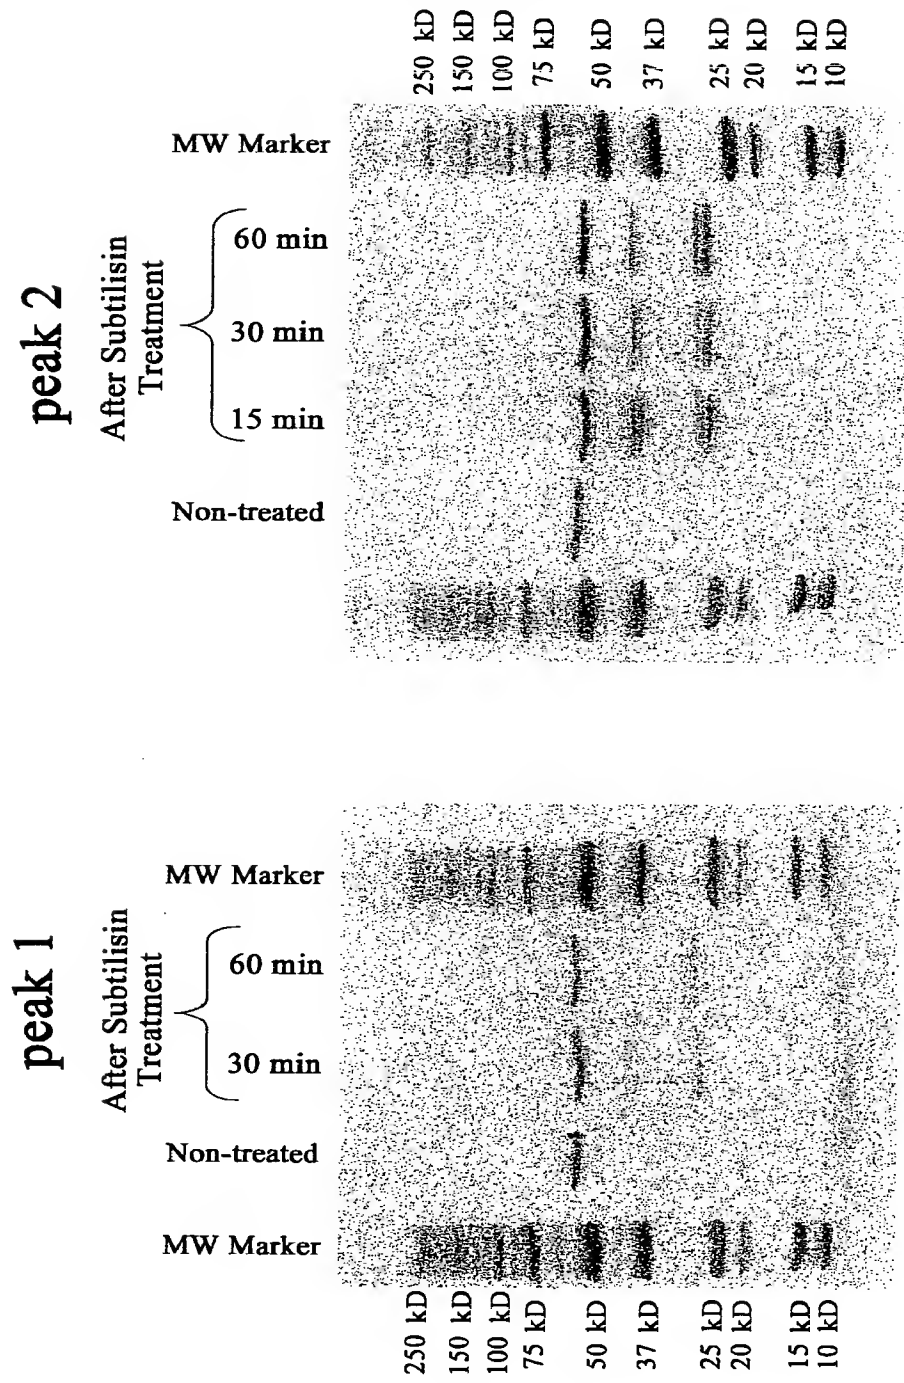 peak 2
After Subtilisin
Treatment
MW Marker
60 min
30 min
15 min
Non-treated
250 kD
150 kD
100 kD
75 kD
50 kD
37 kD
25 kD
20 kD
15 kD
10 kD
peak 1
After Subtilisin
Treatment
MW Marker
60 min
30 min
Non-treated
MW Marker
250 kD
150 kD
100 kD
75 kD
50 kD
37 kD
25 kD
20 kD
15 kD
10 kD